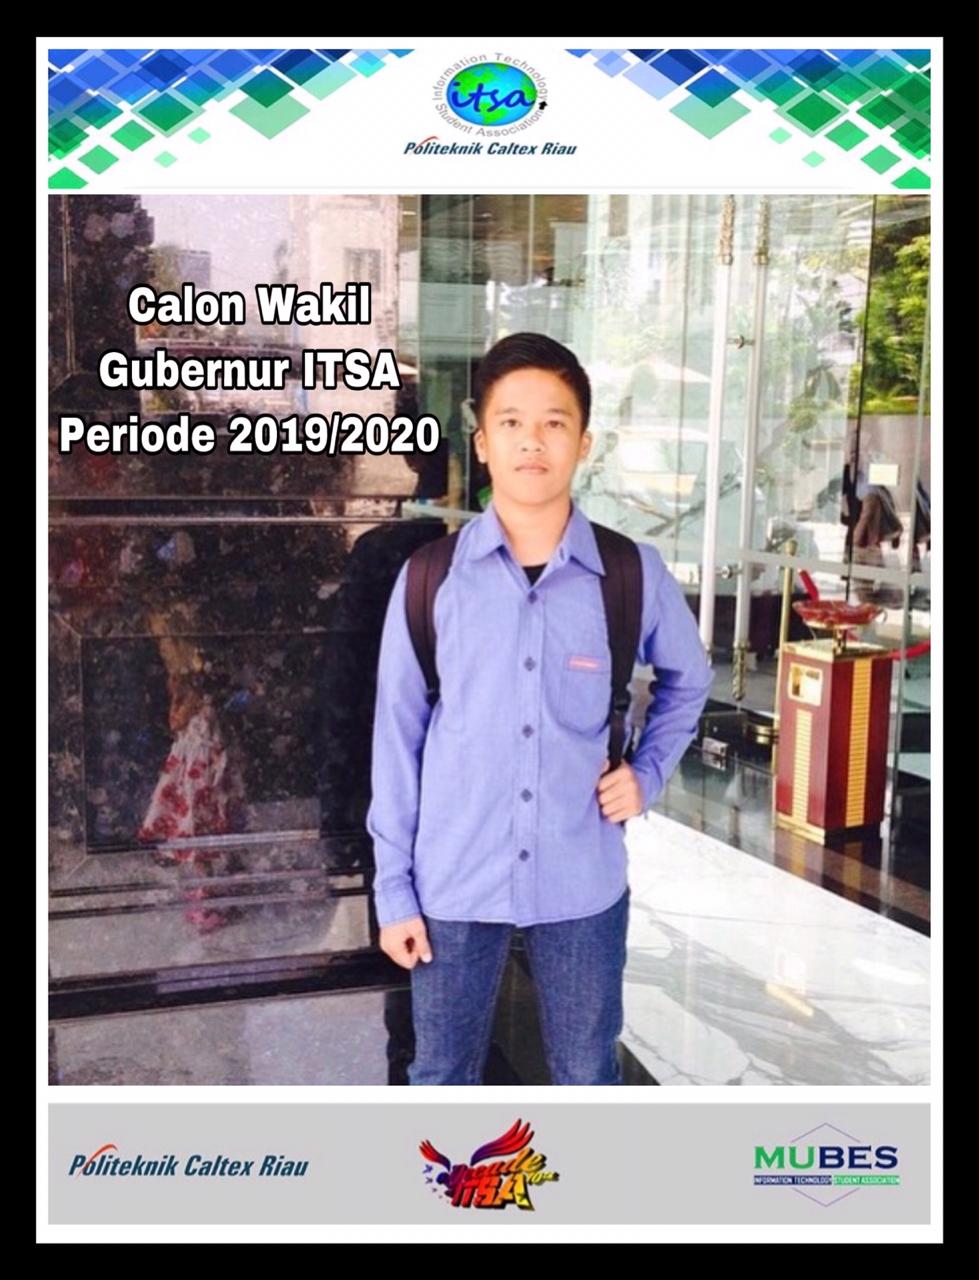 Information Technology
itsa
Student Association
Politeknik Caltex Riau
Calon Wakil
Gubernur ITSA
Periode 2019/2020
Politeknik Caltex Riau
MUBES
ITSA
INFORMATION TECHNOLOGY STUDENT ASSOCIATION